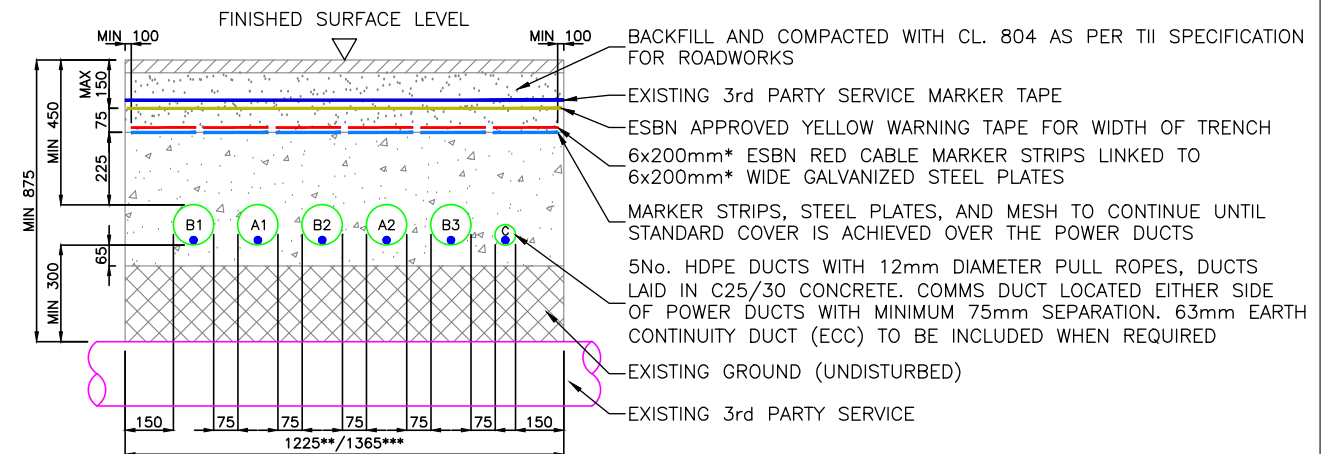 FINISHED SURFACE LEVEL
MIN 100
MIN 100
BACKFILL AND COMPACTED WITH CL. 804 AS PER TII SPECIFICATION
FOR ROADWORKS
EXISTING 3rd PARTY SERVICE MARKER TAPE
ESBN APPROVED YELLOW WARNING TAPE FOR WIDTH OF TRENCH
6x200mm* ESBN RED CABLE MARKER STRIPS LINKED TO
6x200mm* WIDE GALVANIZED STEEL PLATES
MARKER STRIPS, STEEL PLATES, AND MESH TO CONTINUE UNTIL
STANDARD COVER IS ACHIEVED OVER THE POWER DUCTS
5No. HDPE DUCTS WITH 12mm DIAMETER PULL ROPES, DUCTS
LAID IN C25/30 CONCRETE. COMMS DUCT LOCATED EITHER SIDE
OF POWER DUCTS WITH MINIMUM 75mm SEPARATION. 63mm EARTH
CONTINUITY DUCT (ECC) TO BE INCLUDED WHEN REQUIRED
EXISTING GROUND (UNDISTURBED)
EXISTING 3rd PARTY SERVICE
MIN 875
MIN 450
MAX
150
75
225
MIN 300
65
B1
A1
B2
A2
B3
C
150
75
75
75
75
75
150
1225**/1365***